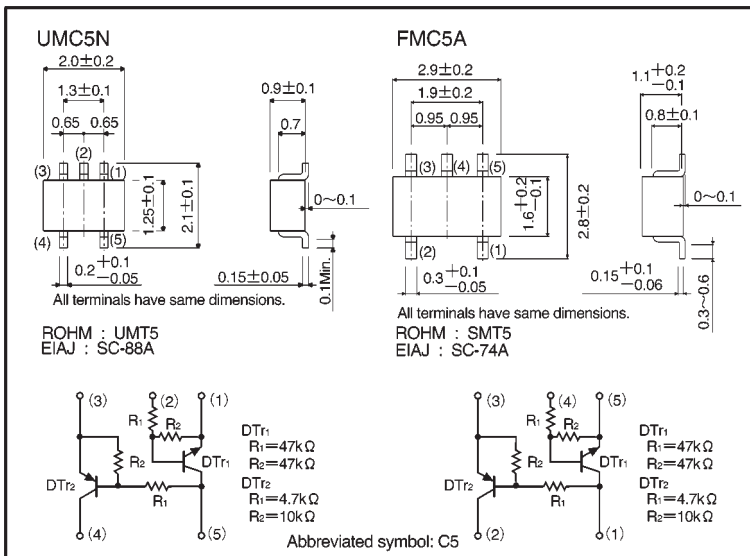 UMC5N
2.0±0.2
1.3±0.1
0.65 0.65
(2)
(3) (1)
1.25±0.1
2.1±0.1
(4) (5)
0.2 +0.1 −0.05
0.9±0.1
0.7
0~0.1
0.15±0.05
0.1Min.
All terminals have same dimensions.
ROHM : UMT5
EIAJ : SC-88A
FMC5A
2.9±0.2
1.9±0.2
0.95 0.95
(3) (4) (5)
1.6 +0.2 −0.1
2.8±0.2
(2) (1)
0.3 +0.1 −0.05
1.1 +0.2 −0.1
0.8±0.1
0~0.1
0.15 +0.1 −0.06
0.3~0.6
All terminals have same dimensions.
ROHM : SMT5
EIAJ : SC-74A
(3) (2) (1)
R1
R2
R2
DTr1
DTr2
R1
(4) (5)
DTr1
R1=47kΩ
R2=47kΩ
DTr2
R1=4.7kΩ
R2=10kΩ
(3) (4) (5)
R1
R2
R2
DTr1
DTr2
R1
(2) (1)
DTr1
R1=47kΩ
R2=47kΩ
DTr2
R1=4.7kΩ
R2=10kΩ
Abbreviated symbol: C5